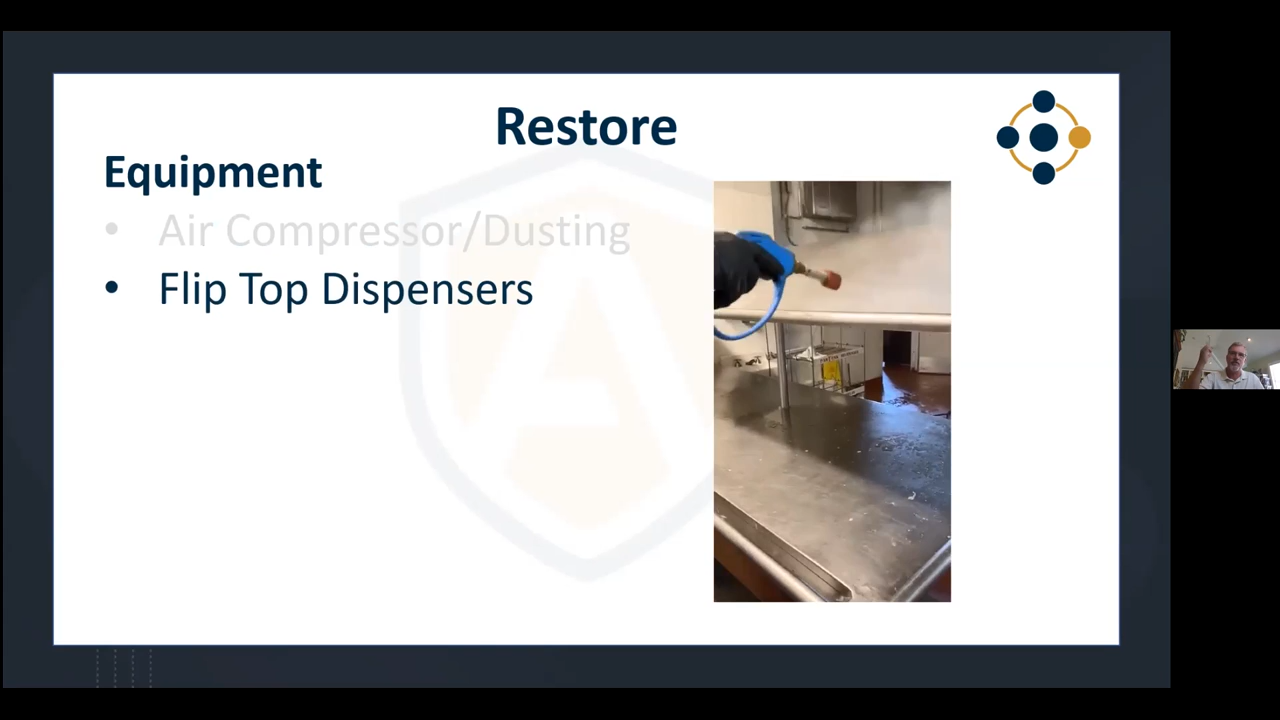 Restore
Equipment
• Air Compressor/Dusting
• Flip Top Dispensers